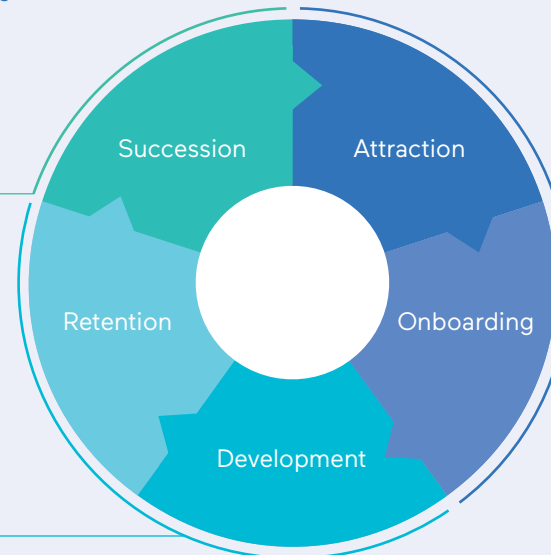 Succession
Attraction
Retention
Onboarding
Development